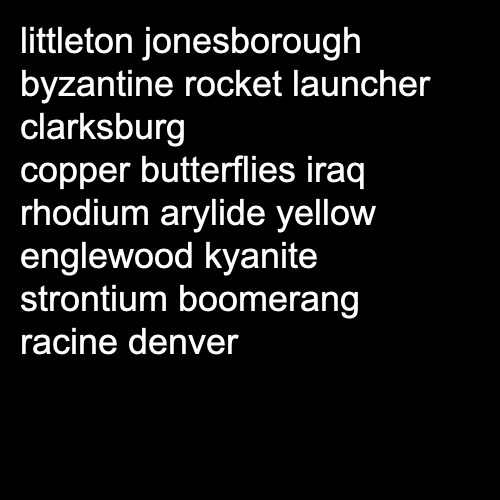 littleton jonesborough
byzantine rocket launcher
clarksburg
copper butterflies iraq
rhodium arylide yellow
englewood kyanite
strontium boomerang
racine denver